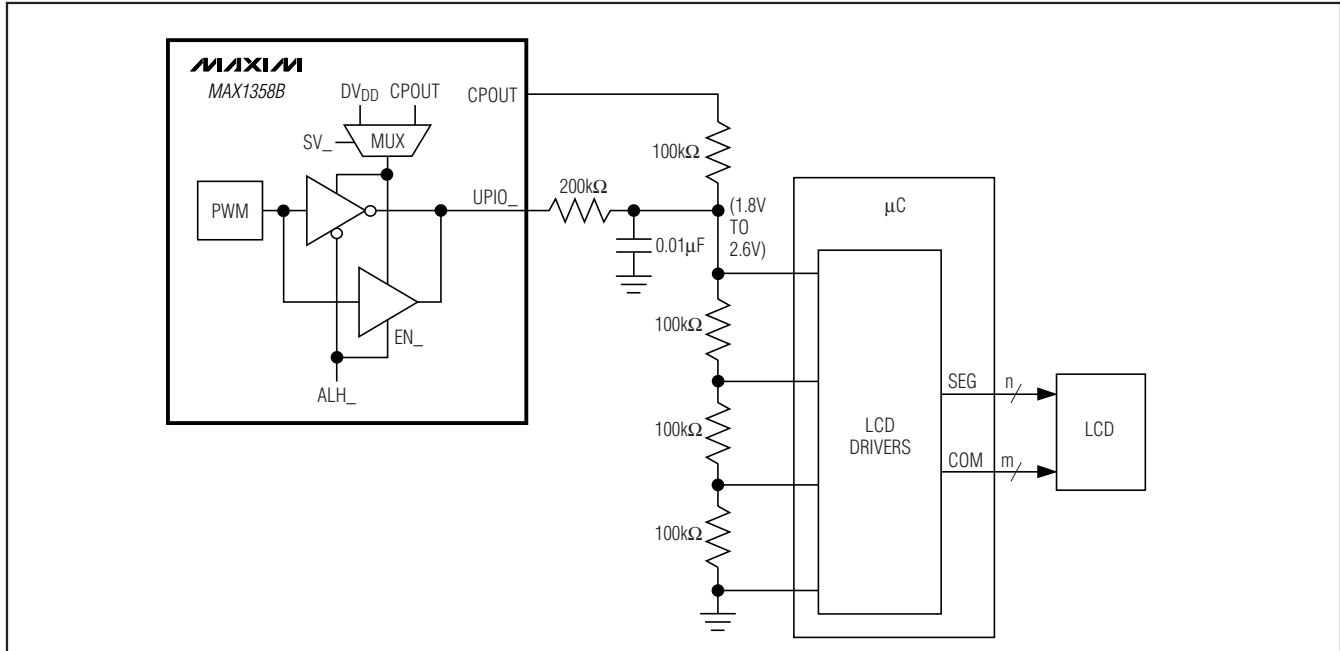 MAXIM
MAX1358B
DVDD CPOUT
CPOUT
SV_
MUX
PWM
UPIO_
EN_
ALH_
200kΩ
0.01µF
100kΩ
(1.8V
TO
2.6V)
100kΩ
100kΩ
100kΩ
µC
LCD
DRIVERS
SEG n
COM m
LCD